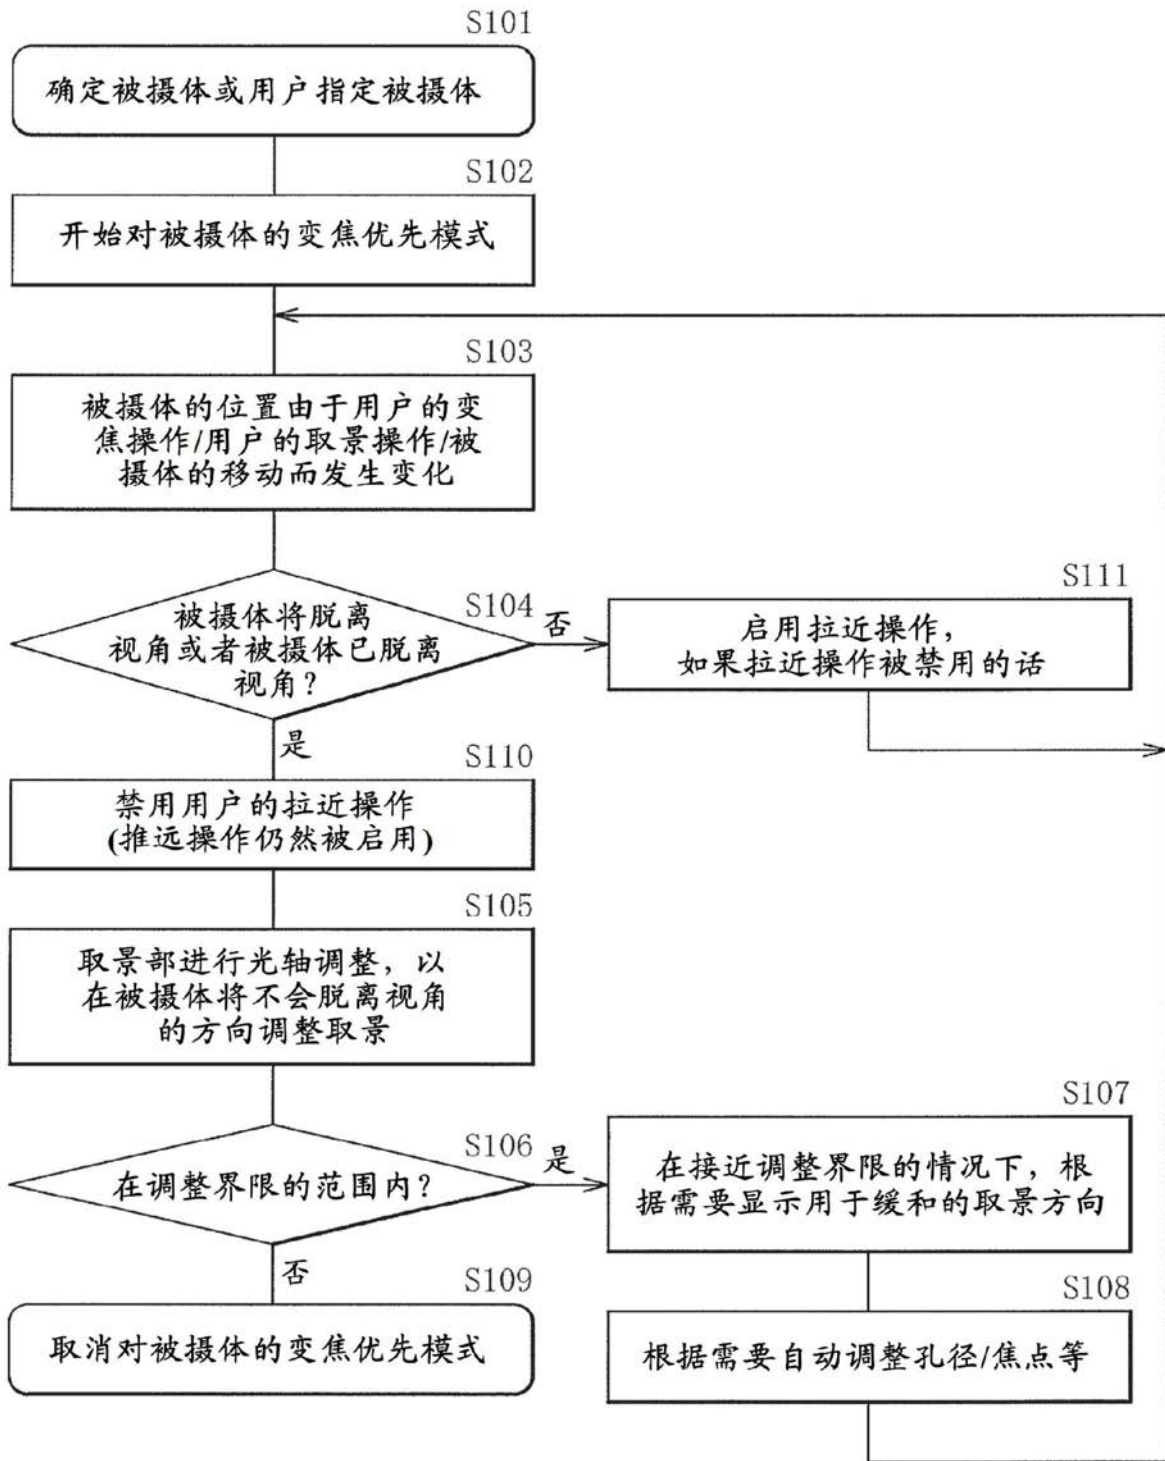 S101
确定被摄体或用户指定被摄体
S102
开始对被摄体的变焦优先模式
S103
被摄体的位置由于用户的变
焦操作/用户的取景操作/被
摄体的移动而发生变化
S104
被摄体将脱离
视角或者被摄体已脱离
视角？
否
是
S111
启用拉近操作，
如果拉近操作被禁用的话
S110
禁用用户的拉近操作
(推远操作仍然被启用)
S105
取景部进行光轴调整，以
在被摄体将不会脱离视角
的方向调整取景
S106
在调整界限的范围内？
是
否
S107
在接近调整界限的情况下，根
据需要显示用于缓和的取景方向
S108
根据需要自动调整孔径/焦点等
S109
取消对被摄体的变焦优先模式